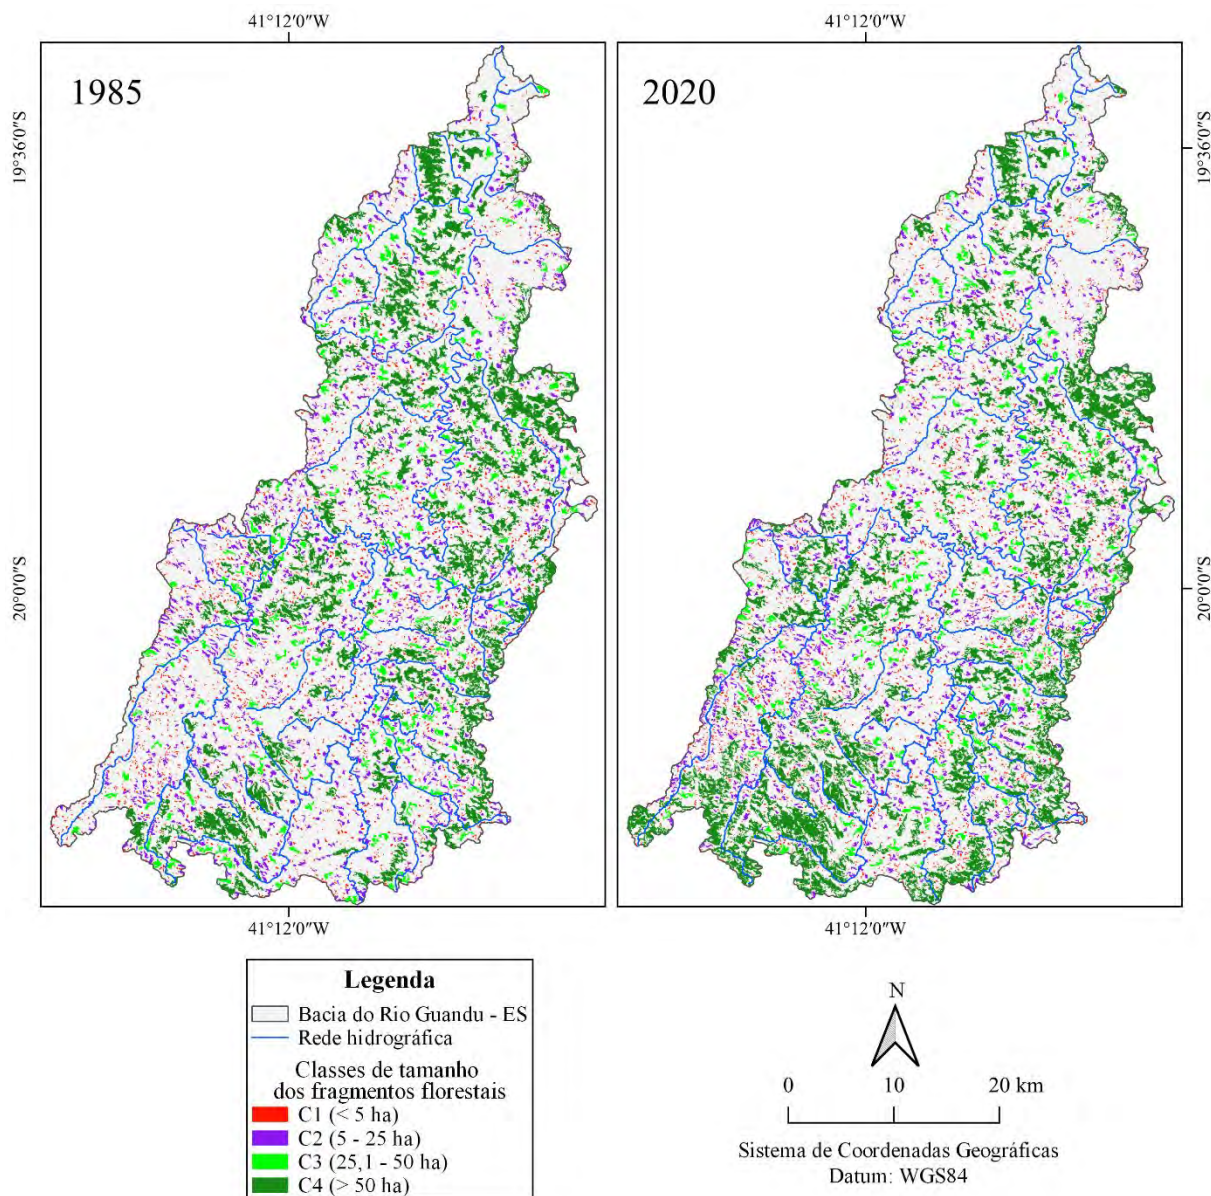 41°12'0"W
41°12'0"W
1985
2020
19°36'0"S
19°36'0"S
20°0'0"S
20°0'0"S
41°12'0"W
41°12'0"W
Legenda
Bacia do Rio Guandu - ES
Rede hidrográfica
Classes de tamanho
dos fragmentos florestais
C1 (< 5 ha)
C2 (5 - 25 ha)
C3 (25,1 - 50 ha)
C4 (> 50 ha)
N
0 10 20 km
Sistema de Coordenadas Geográficas
Datum: WGS84